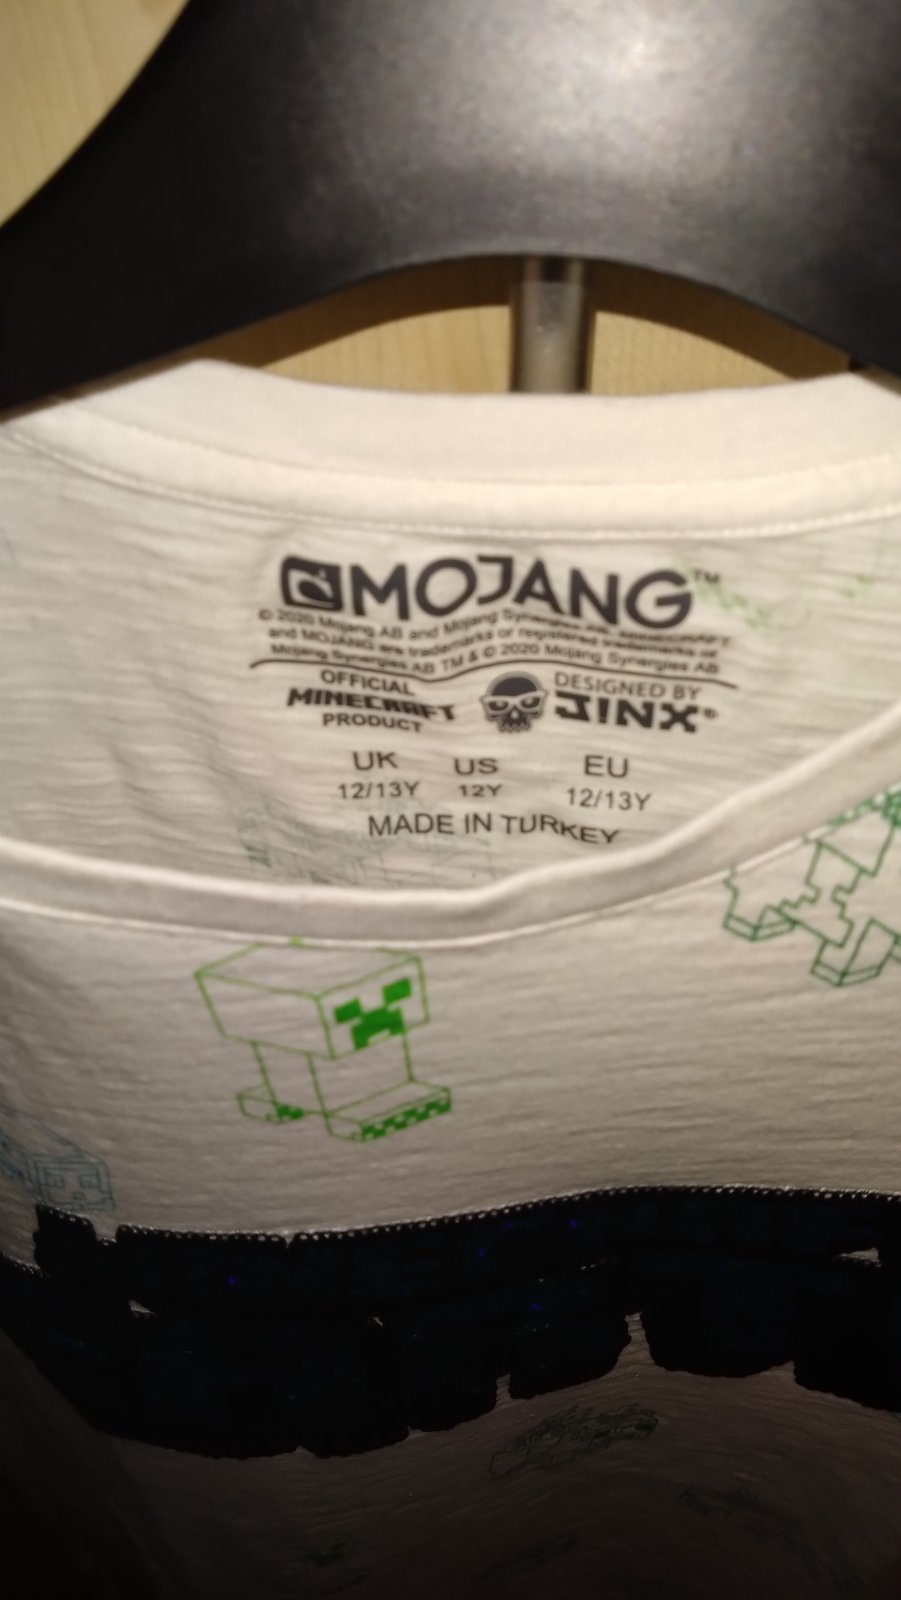 MOJANG™
© 2020 Mojang AB and Mojang Synergies AB. MINECRAFT
and MOJANG are trademarks or registered trademarks of
Mojang Synergies AB TM & © 2020 Mojang Synergies AB
OFFICIAL
MINECRAFT
PRODUCT
DESIGNED BY
JINX®
UK US EU
12/13Y 12Y 12/13Y
MADE IN TURKEY